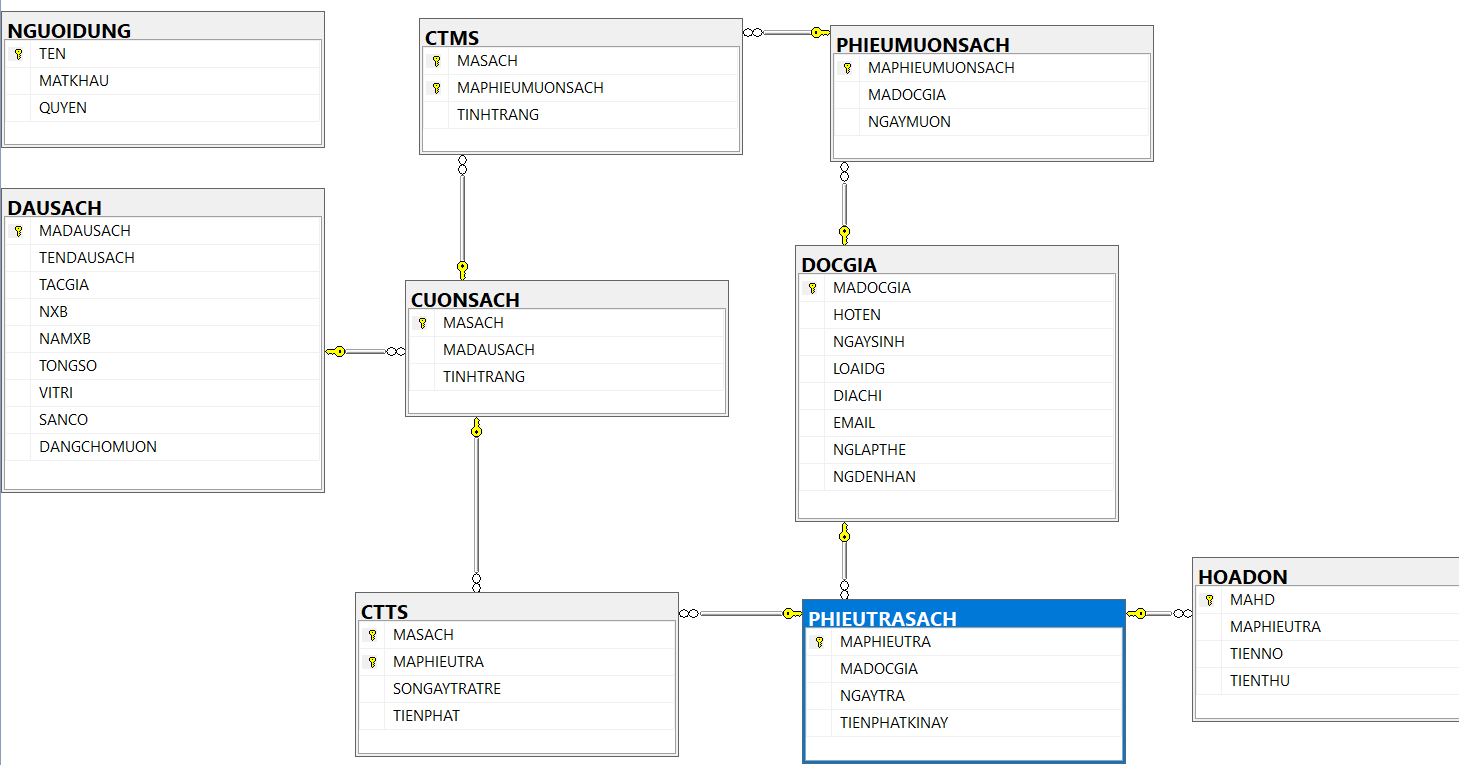 NGUOIDUNG
TEN
MATKHAU
QUYEN
CTMS
MASACH
MAPHIEUMUONSACH
TINHTRANG
PHIEUMUONSACH
MAPHIEUMUONSACH
MADOCGIA
NGAYMUON
DAUSACH
MADAUSACH
TENDAUSACH
TACGIA
NXB
NAMXB
TONGSO
VITRI
SANCO
DANGCHOMUON
CUONSACH
MASACH
MADAUSACH
TINHTRANG
DOCGIA
MADOCGIA
HOTEN
NGAYSINH
LOAIDG
DIACHI
EMAIL
NGLAPTHE
NGDENHAN
CTTS
MASACH
MAPHIEUTRA
SONGAYTRATRE
TIENPHAT
PHIEUTRASACH
MAPHIEUTRA
MADOCGIA
NGAYTRA
TIENPHATKINAY
HOADON
MAHD
MAPHIEUTRA
TIENNO
TIENTHU